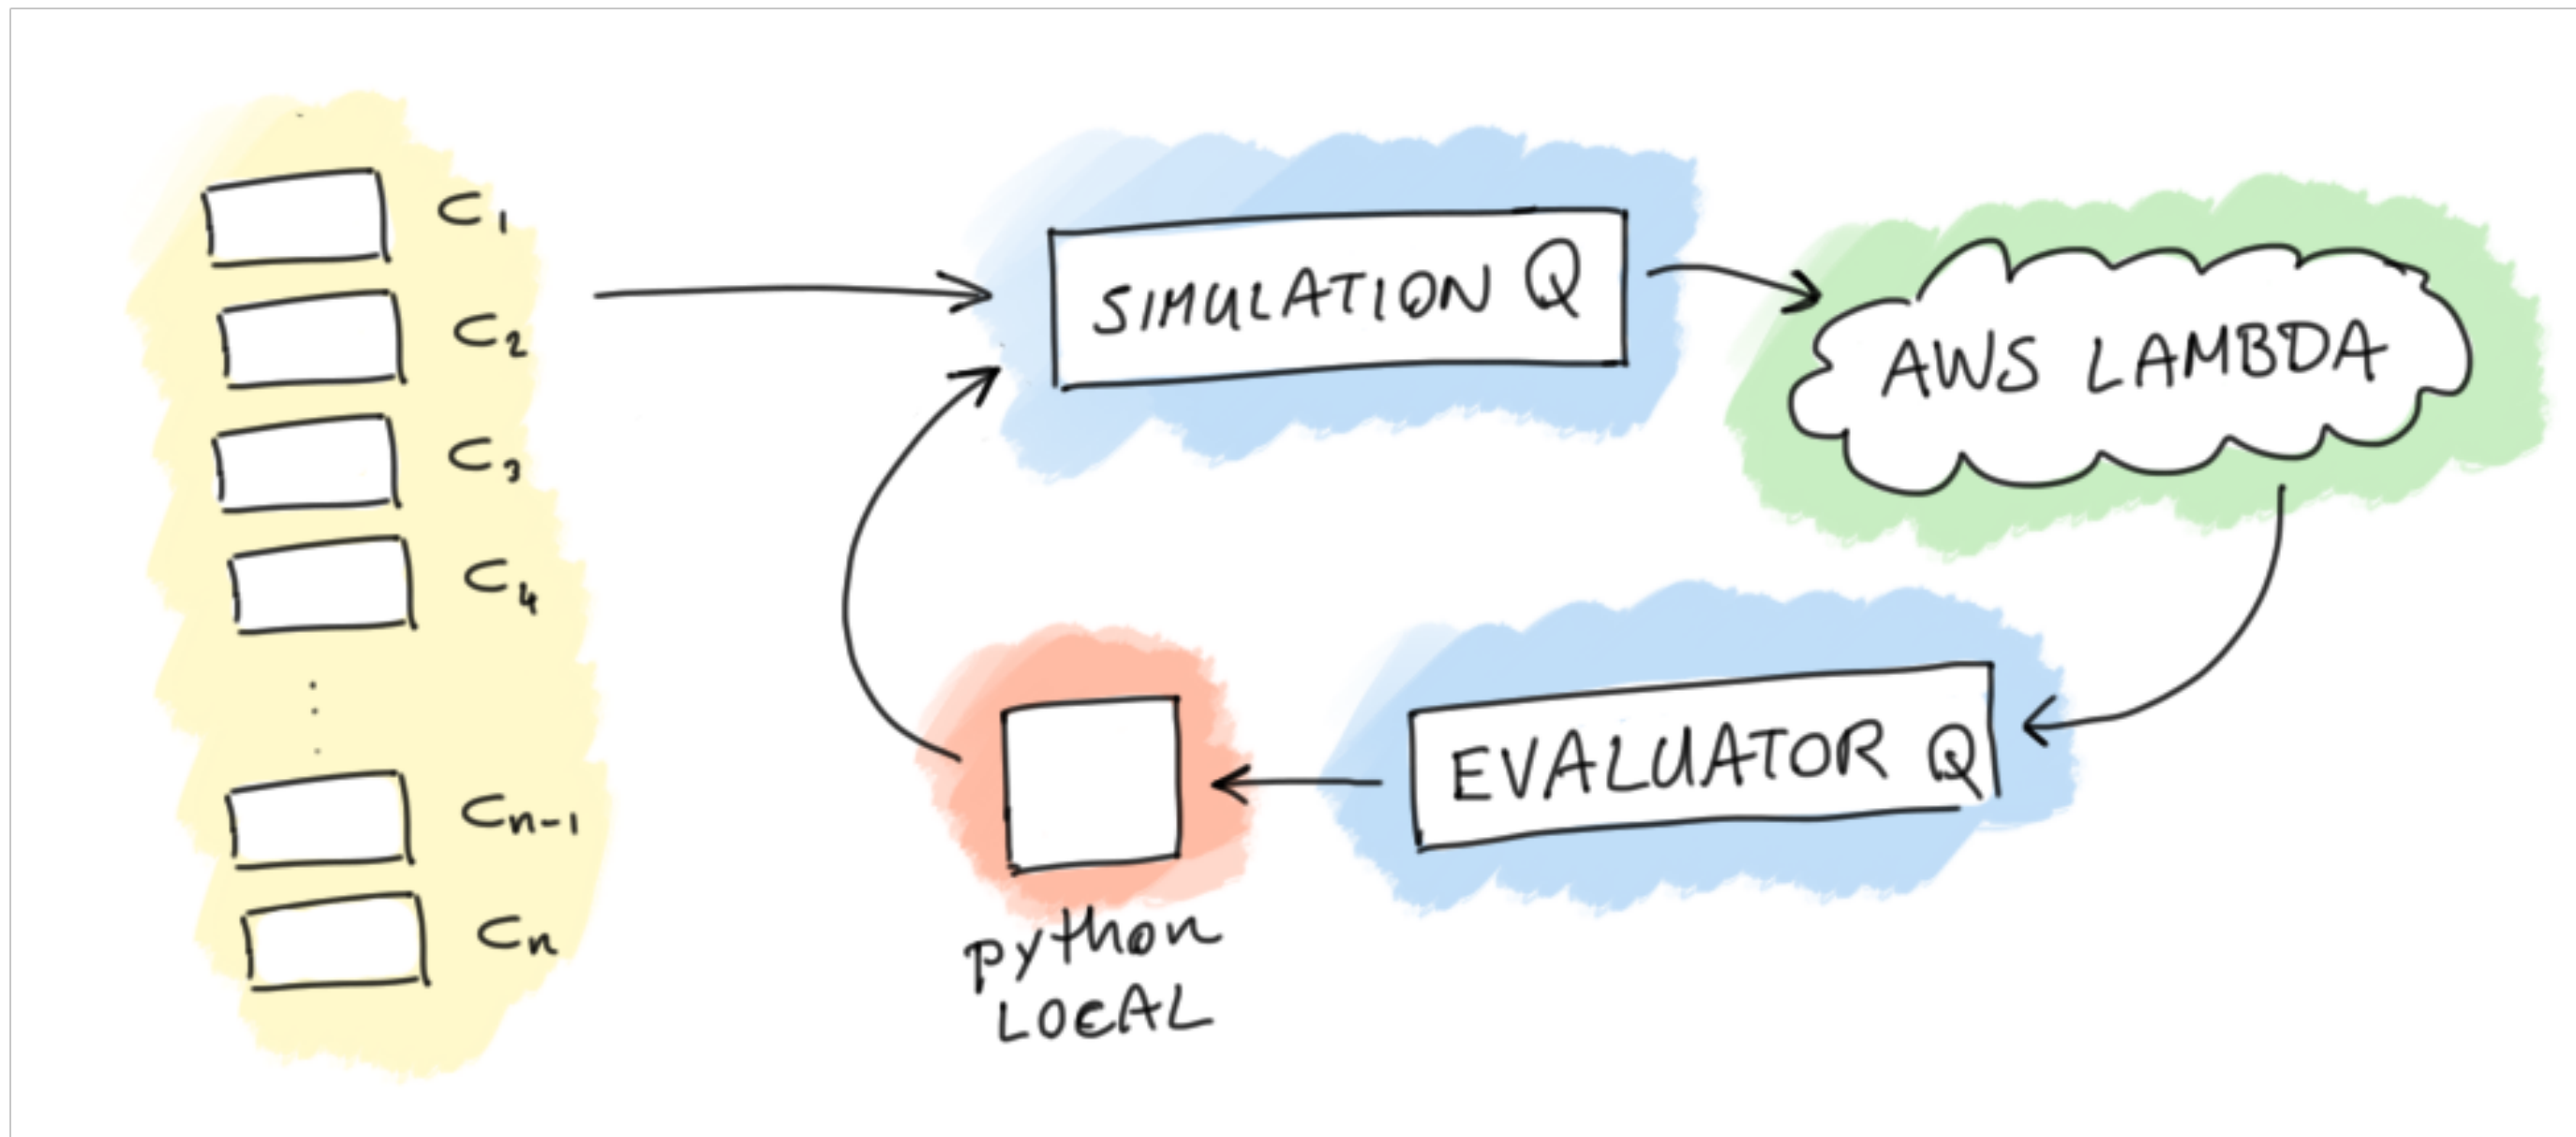 C1
C2
C3
C4
⋮
Cn-1
Cn
SIMULATION Q
AWS LAMBDA
EVALUATOR Q
python
LOCAL